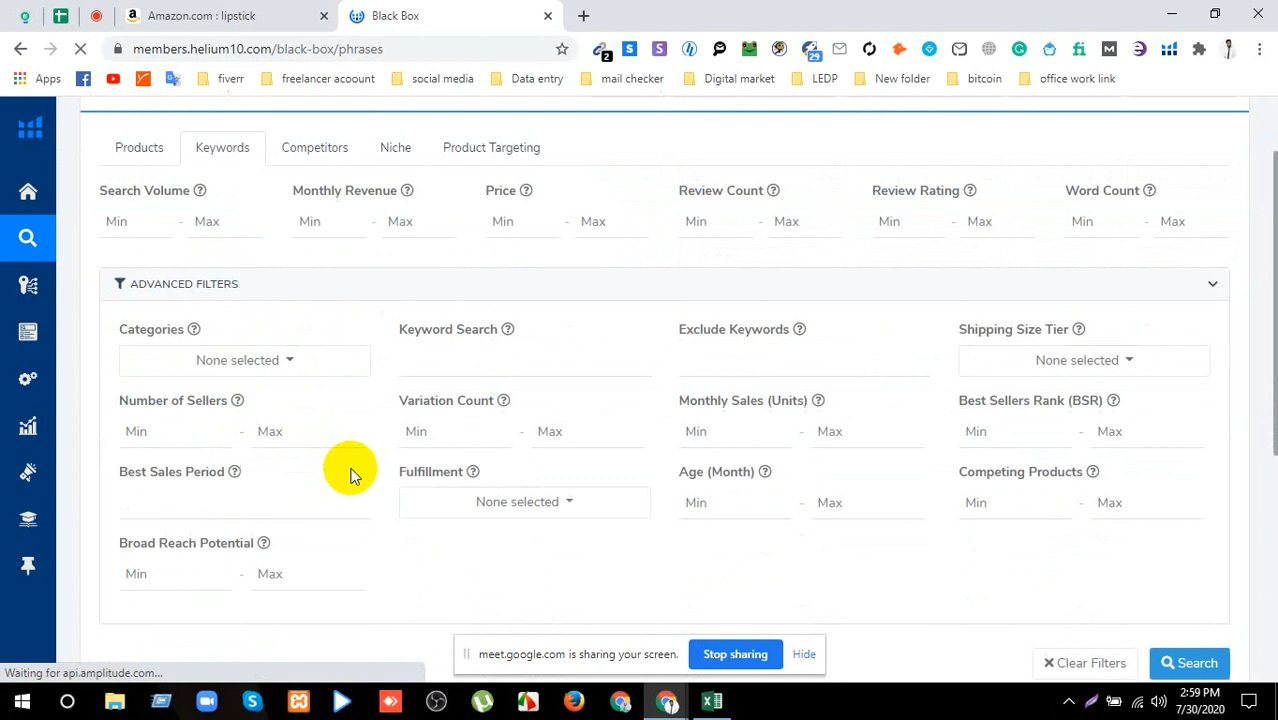 Amazon.com : lipstick
Black Box
members.helium10.com/black-box/phrases
2
29
Apps
fiverr
freelancer acoount
social media
Data entry
mail checker
Digital market
LEDP
New folder
bitcoin
office work link
Products
Keywords
Competitors
Niche
Product Targeting
Search Volume
Monthly Revenue
Price
Review Count
Review Rating
Word Count
Min - Max
Min - Max
Min - Max
Min - Max
Min - Max
Min - Max
ADVANCED FILTERS
Categories
Keyword Search
Exclude Keywords
Shipping Size Tier
None selected
None selected
Number of Sellers
Variation Count
Monthly Sales (Units)
Best Sellers Rank (BSR)
Min - Max
Min - Max
Min - Max
Min - Max
Best Sales Period
Fulfillment
Age (Month)
Competing Products
None selected
Min - Max
Min - Max
Broad Reach Potential
Min - Max
meet.google.com is sharing your screen.
Stop sharing
Hide
Clear Filters
Search
Waiting for api.amplitude.com...
2:59 PM
7/30/2020